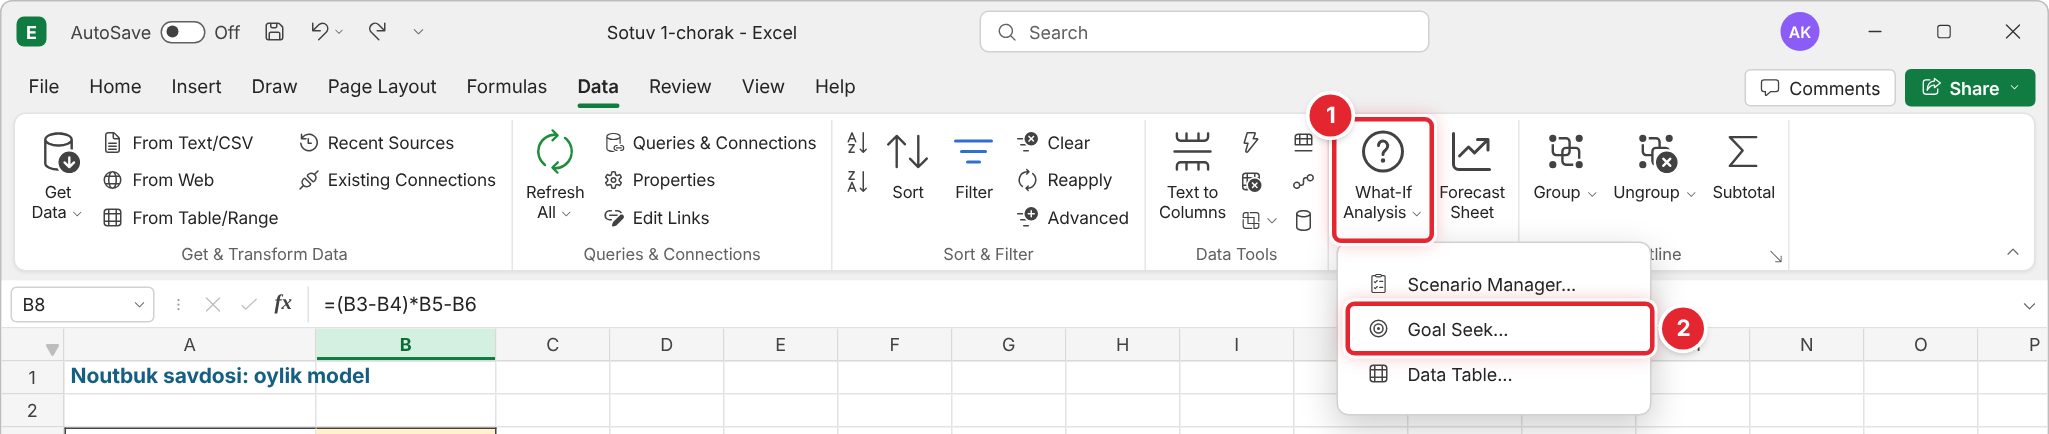 E AutoSave Off Sotuv 1-chorak - Excel Search AK
File Home Insert Draw Page Layout Formulas Data Review View Help Comments Share
1
Get Data
From Text/CSV
From Web
From Table/Range
Recent Sources
Existing Connections
Get & Transform Data
Refresh All
Queries & Connections
Properties
Edit Links
Queries & Connections
A Z
Z A
Sort
Filter
Clear
Reapply
Advanced
Sort & Filter
Text to
Columns
Data Tools
What-If
Analysis
Forecast
Sheet
Group
Ungroup
Subtotal
tline
Scenario Manager...
Goal Seek...
2
Data Table...
B8 fx =(B3-B4)*B5-B6
A B C D E F G H I N O P
1 Noutbuk savdosi: oylik model
2